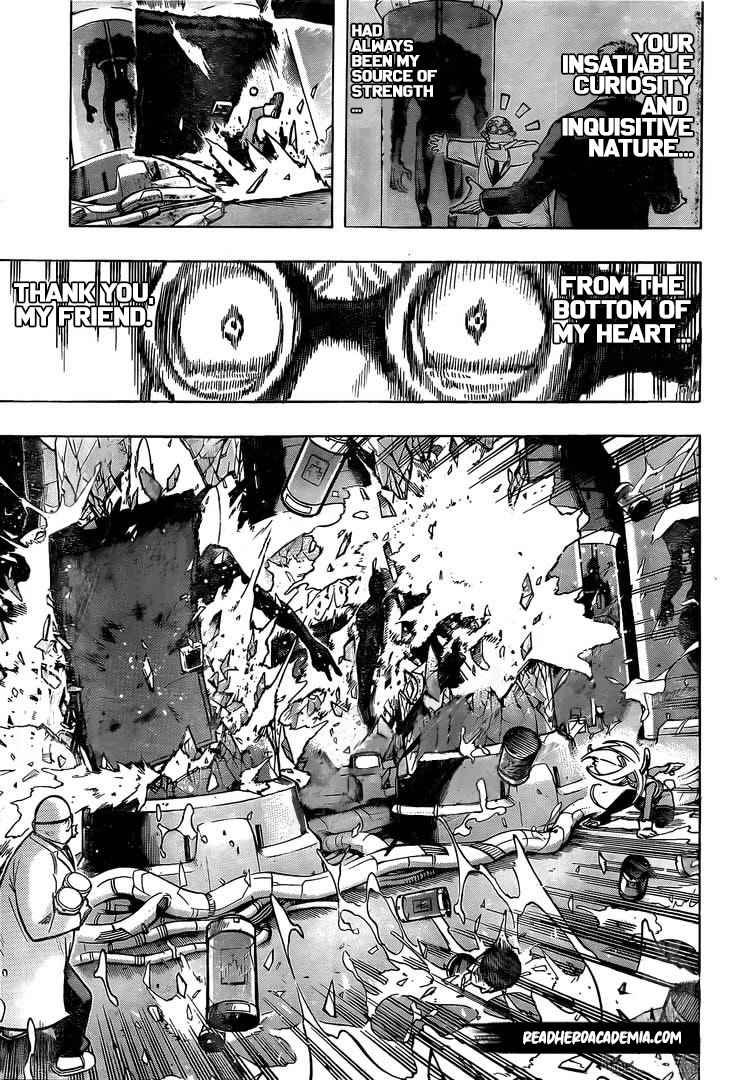 YOUR
INSATIABLE
CURIOSITY
AND
INQUISITIVE
NATURE...
HAD
ALWAYS
BEEN MY
SOURCE OF
STRENGTH
...
FROM THE
BOTTOM OF
MY HEART...
THANK YOU,
MY FRIEND.
READHEROACADEMIA.COM